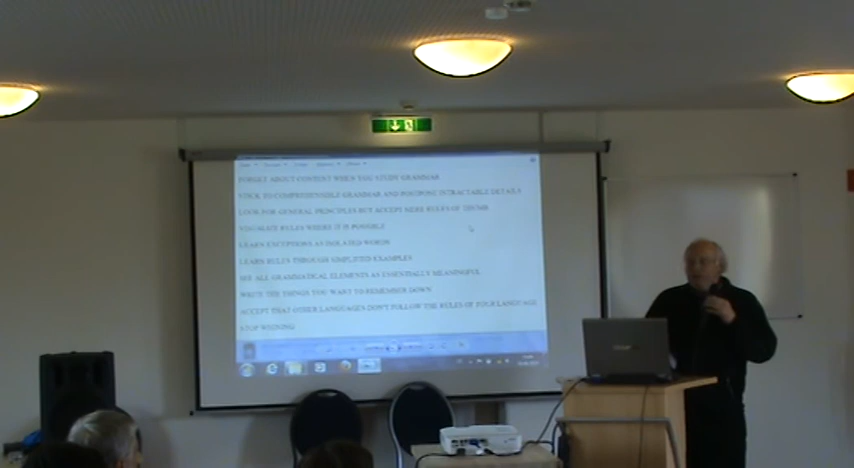 FORGET ABOUT CONTENT WHEN YOU STUDY GRAMMAR
STICK TO COMPREHENSIBLE GRAMMAR AND POSTPONE INTRACTABLE DETAILS
LOOK FOR GENERAL PRINCIPLES BUT ACCEPT MERE RULES OF THUMB
VISUALIZE RULES WHERE IT IS POSSIBLE
LEARN EXCEPTIONS AS ISOLATED WORDS
LEARN RULES THROUGH SIMPLIFIED EXAMPLES
SEE ALL GRAMMATICAL ELEMENTS AS ESSENTIALLY MEANINGFUL
WRITE THE THINGS YOU WANT TO REMEMBER DOWN
ACCEPT THAT OTHER LANGUAGES DON'T FOLLOW THE RULES OF YOUR LANGUAGE
STOP WHINING
acer